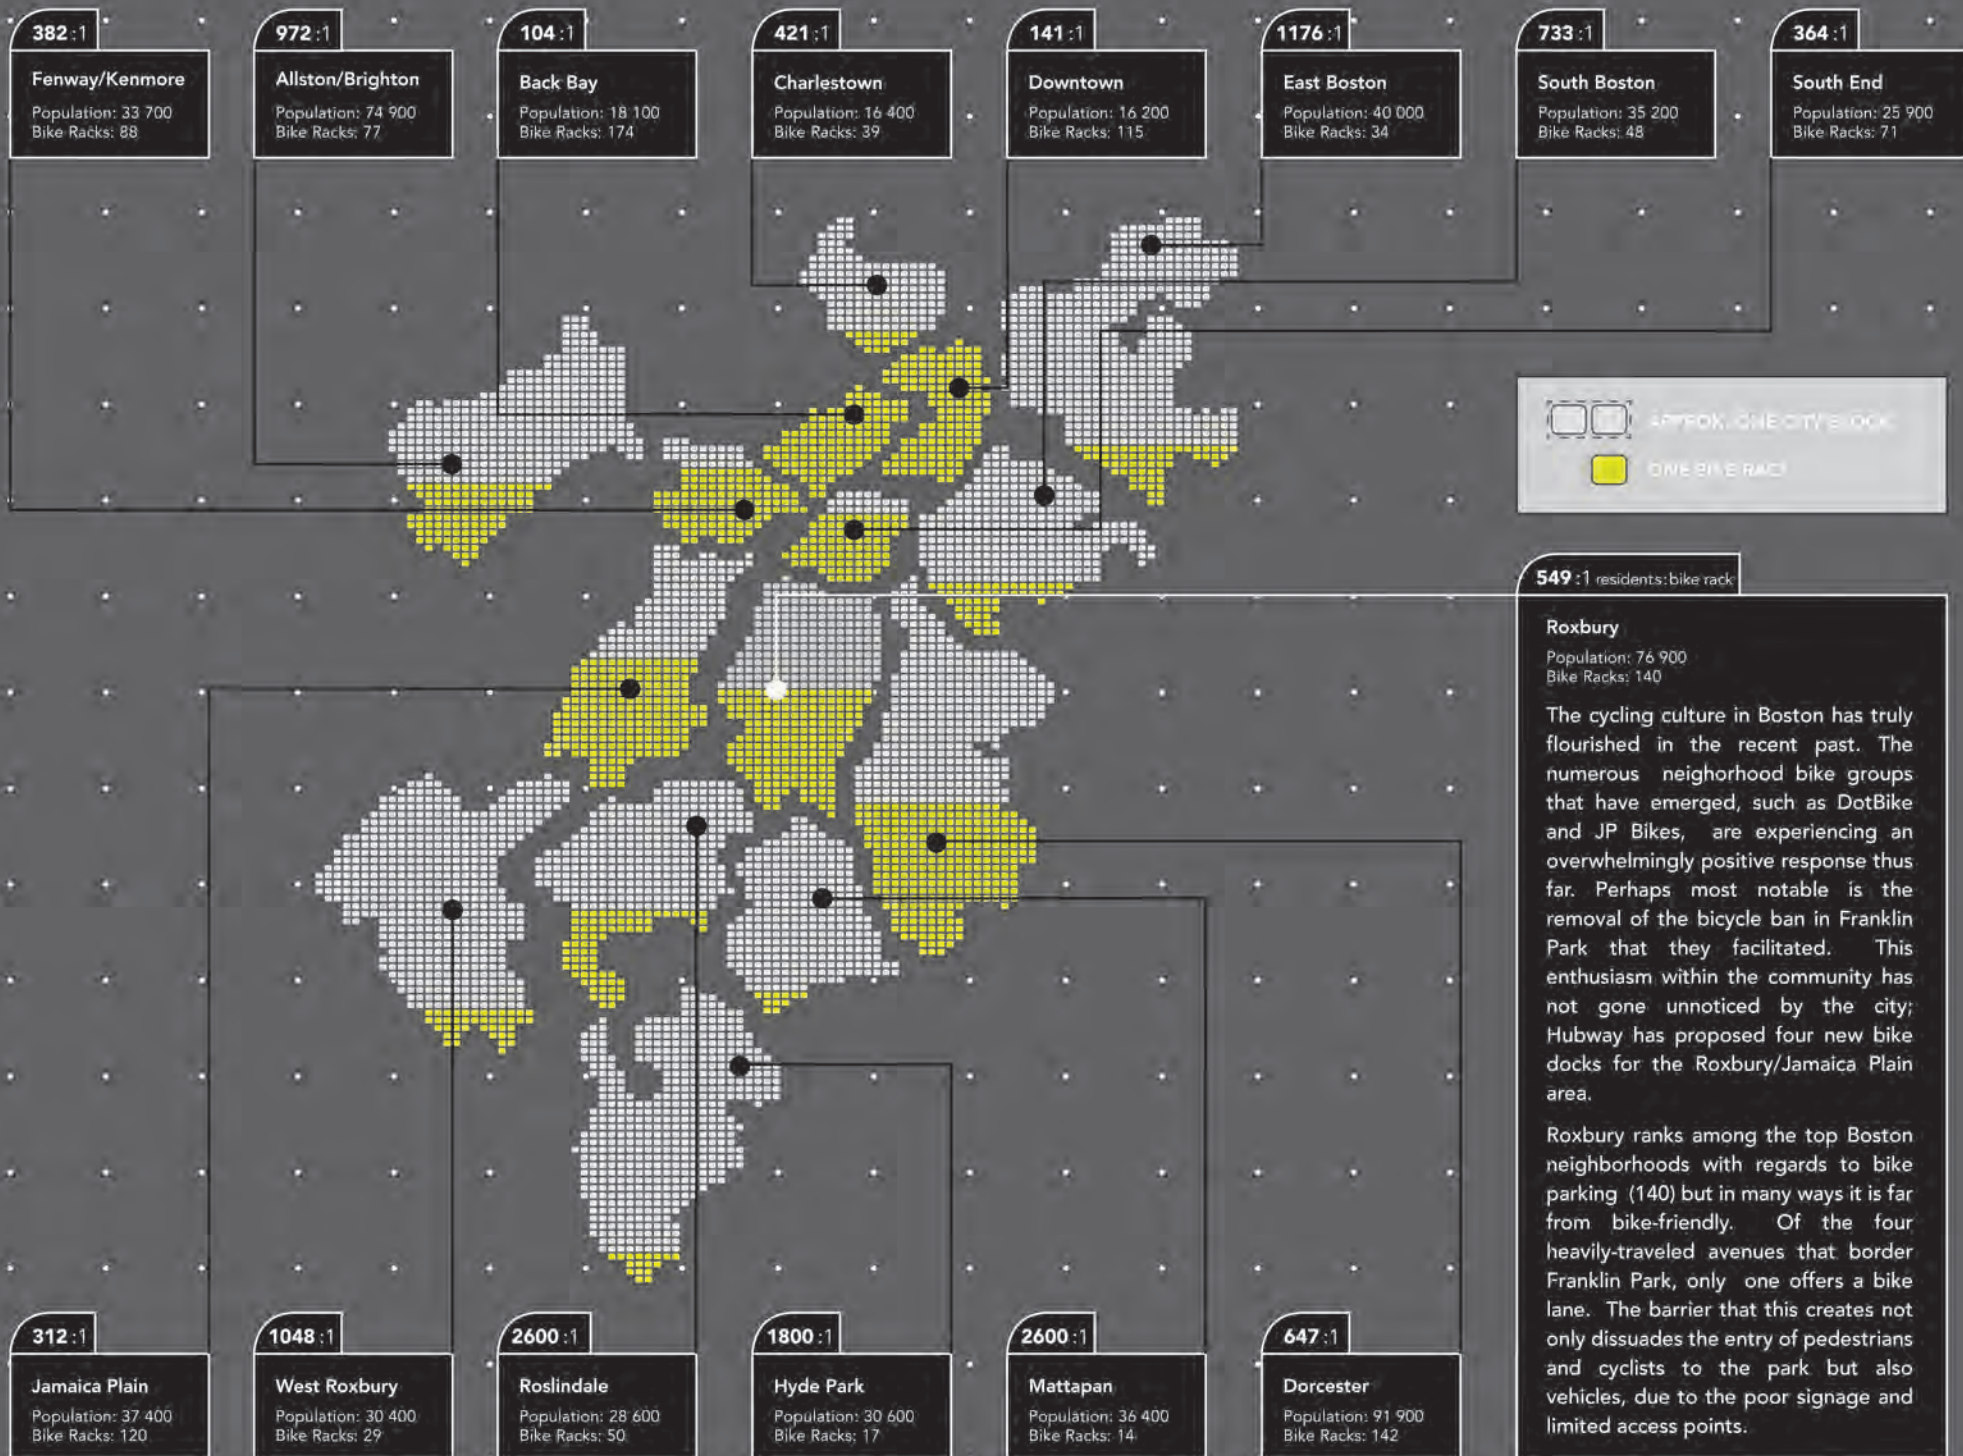 382:1
Fenway/Kenmore
Population: 33 700
Bike Racks: 88
972:1
Allston/Brighton
Population: 74 900
Bike Racks: 77
104:1
Back Bay
Population: 18 100
Bike Racks: 174
421:1
Charlestown
Population: 16 400
Bike Racks: 39
141:1
Downtown
Population: 16 200
Bike Racks: 115
1176:1
East Boston
Population: 40 000
Bike Racks: 34
733:1
South Boston
Population: 35 200
Bike Racks: 48
364:1
South End
Population: 25 900
Bike Racks: 71
APPROX. ONE CITY BLOCK
ONE BIKE RACK
549:1 residents:bike rack
Roxbury
Population: 76 900
Bike Racks: 140
The cycling culture in Boston has truly
flourished in the recent past. The
numerous neighorhood bike groups
that have emerged, such as DotBike
and JP Bikes, are experiencing an
overwhelmingly positive response thus
far. Perhaps most notable is the
removal of the bicycle ban in Franklin
Park that they facilitated. This
enthusiasm within the community has
not gone unnoticed by the city;
Hubway has proposed four new bike
docks for the Roxbury/Jamaica Plain
area.
Roxbury ranks among the top Boston
neighborhoods with regards to bike
parking (140) but in many ways it is far
from bike-friendly. Of the four
heavily-traveled avenues that border
Franklin Park, only one offers a bike
lane. The barrier that this creates not
only dissuades the entry of pedestrians
and cyclists to the park but also
vehicles, due to the poor signage and
limited access points.
312:1
Jamaica Plain
Population: 37 400
Bike Racks: 120
1048:1
West Roxbury
Population: 30 400
Bike Racks: 29
2600:1
Roslindale
Population: 28 600
Bike Racks: 50
1800:1
Hyde Park
Population: 30 600
Bike Racks: 17
2600:1
Mattapan
Population: 36 400
Bike Racks: 14
647:1
Dorcester
Population: 91 900
Bike Racks: 142